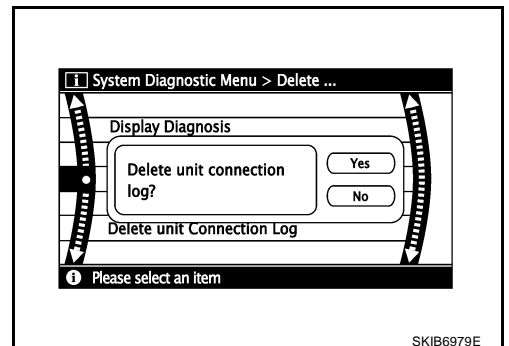 i System Diagnostic Menu > Delete ...
Display Diagnosis
Delete unit connection
log?
Yes
No
Delete unit Connection Log
i Please select an item
SKIB6979E